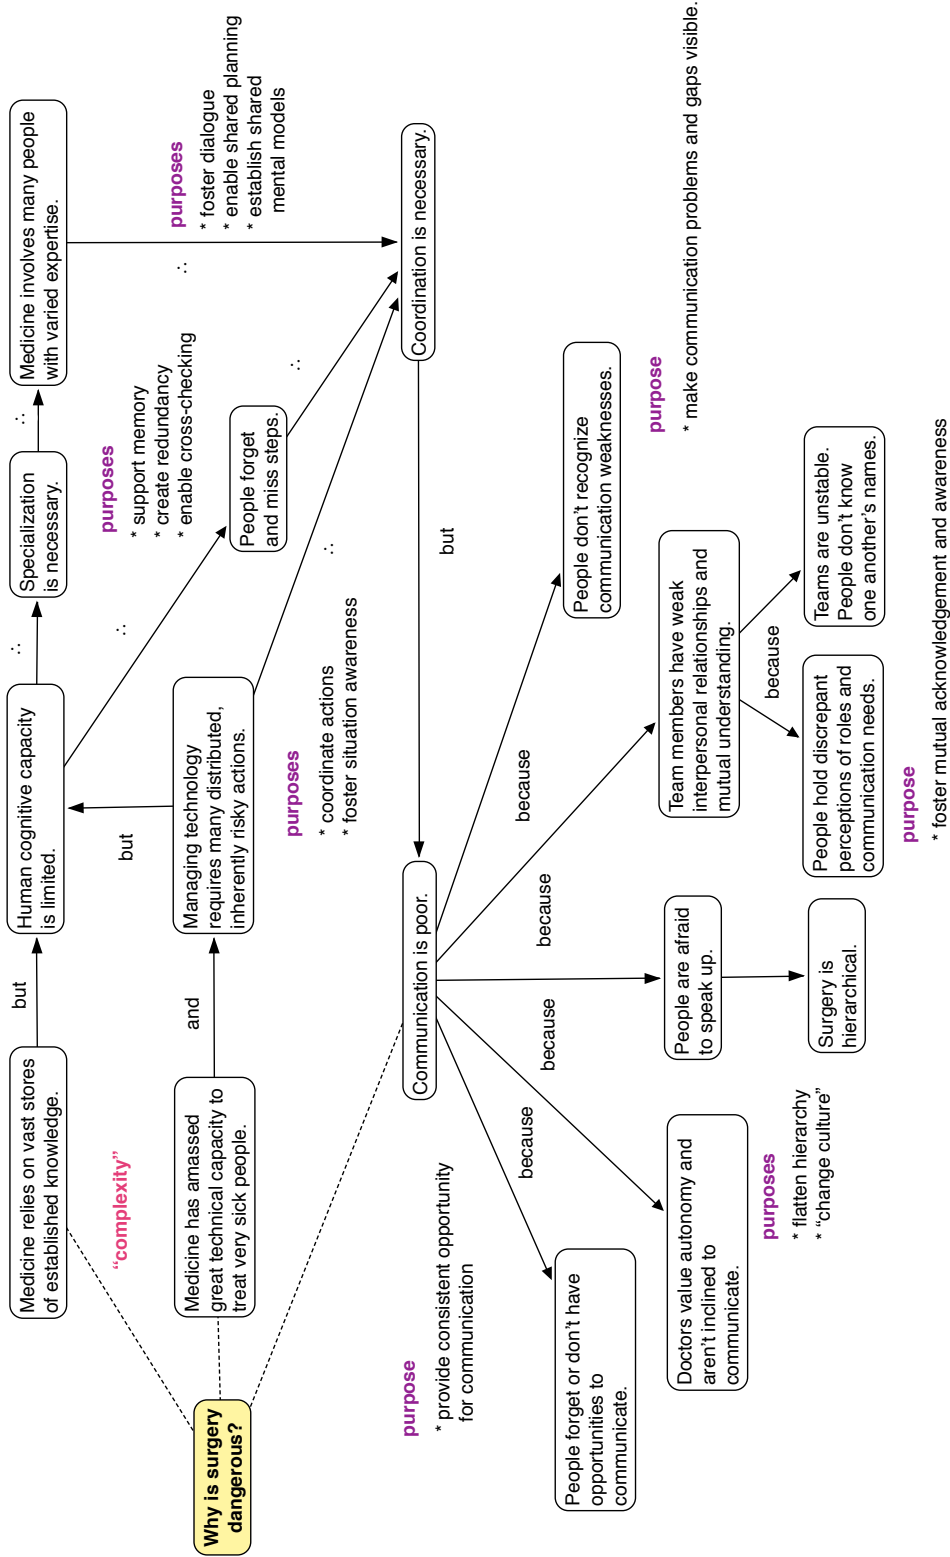 Why is surgery
dangerous?
Medicine relies on vast stores
of established knowledge.
but
Human cognitive capacity
is limited.
∴
Specialization
is necessary.
∴
Medicine involves many people
with varied expertise.
“complexity”
Medicine has amassed
great technical capacity to
treat very sick people.
and
Managing technology
requires many distributed,
inherently risky actions.
but
∴
purposes
* support memory
* create redundancy
* enable cross-checking
People forget
and miss steps.
∴
purposes
* foster dialogue
* enable shared planning
* establish shared
mental models
∴
purposes
* coordinate actions
* foster situation awareness
∴
Coordination is necessary.
but
Communication is poor.
purpose
* provide consistent opportunity
for communication
because
People forget or don’t have
opportunities to
communicate.
because
Doctors value autonomy and
aren’t inclined to
communicate.
purposes
* flatten hierarchy
* “change culture”
because
People are afraid
to speak up.
Surgery is
hierarchical.
because
Team members have weak
interpersonal relationships and
mutual understanding.
because
People hold discrepant
perceptions of roles and
communication needs.
Teams are unstable.
People don’t know
one another’s names.
purpose
* foster mutual acknowledgement and awareness
People don’t recognize
communication weaknesses.
purpose
* make communication problems and gaps visible.